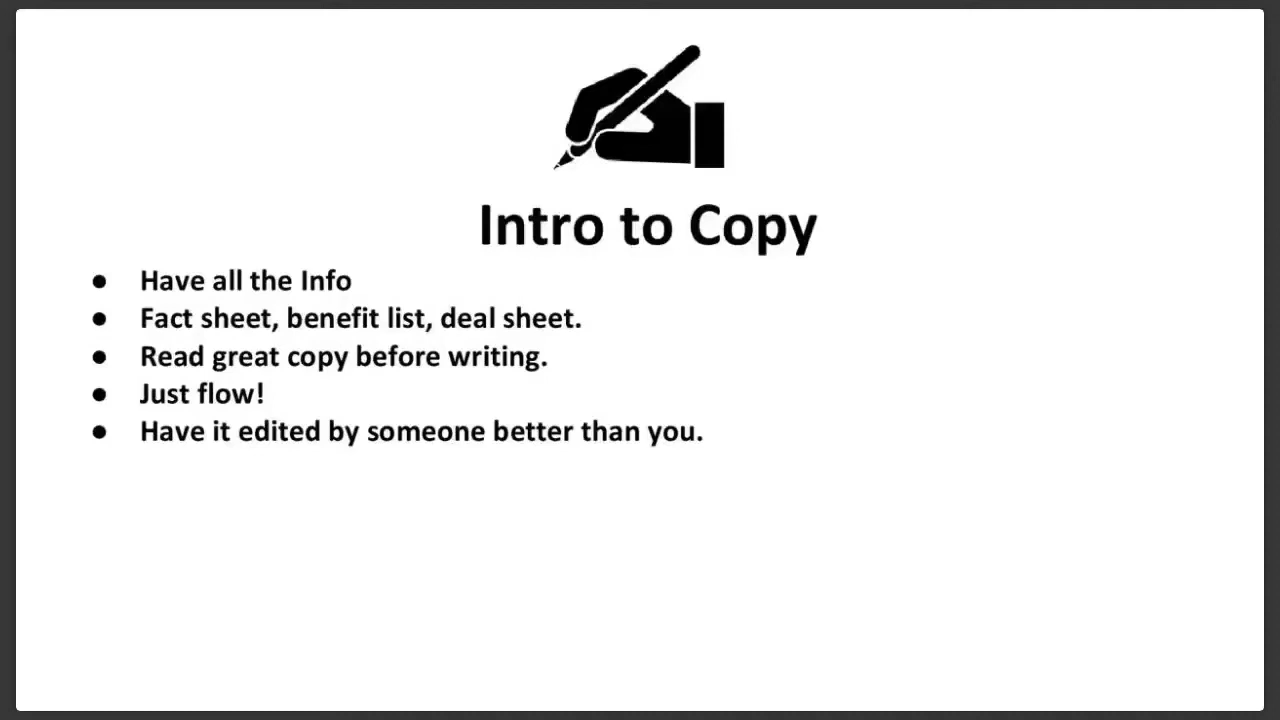 Intro to Copy
● Have all the Info
● Fact sheet, benefit list, deal sheet.
● Read great copy before writing.
● Just flow!
● Have it edited by someone better than you.